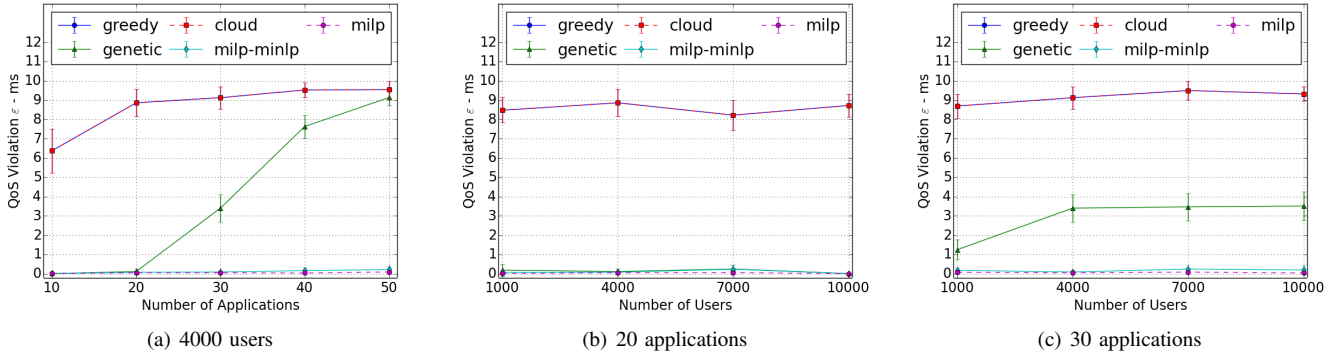 greedy
genetic
cloud
milp-minlp
milp
QoS Violation ε - ms
12
11
10
9
8
7
6
5
4
3
2
1
0
10
20
30
40
50
Number of Applications
(a) 4000 users
greedy
genetic
cloud
milp-minlp
milp
QoS Violation ε - ms
12
11
10
9
8
7
6
5
4
3
2
1
0
1000
4000
7000
10000
Number of Users
(b) 20 applications
greedy
genetic
cloud
milp-minlp
milp
QoS Violation ε - ms
12
11
10
9
8
7
6
5
4
3
2
1
0
1000
4000
7000
10000
Number of Users
(c) 30 applications